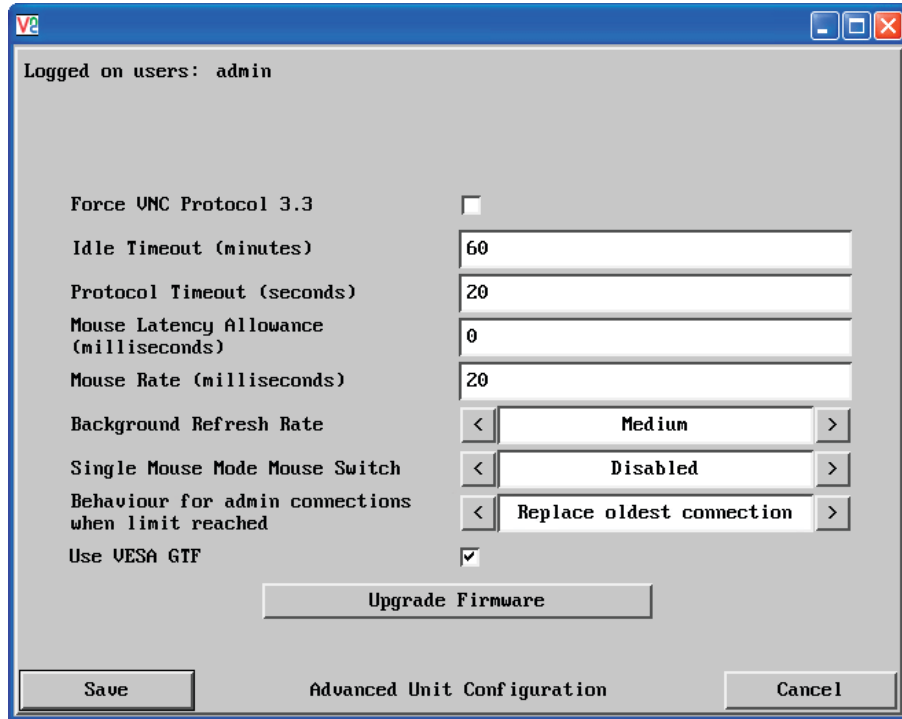 Logged on users: admin
Force VNC Protocol 3.3
Idle Timeout (minutes) 60
Protocol Timeout (seconds) 20
Mouse Latency Allowance
(milliseconds) 0
Mouse Rate (milliseconds) 20
Background Refresh Rate < Medium >
Single Mouse Mode Mouse Switch < Disabled >
Behaviour for admin connections
when limit reached < Replace oldest connection >
Use VESA GTF
Upgrade Firmware
Save Advanced Unit Configuration Cancel